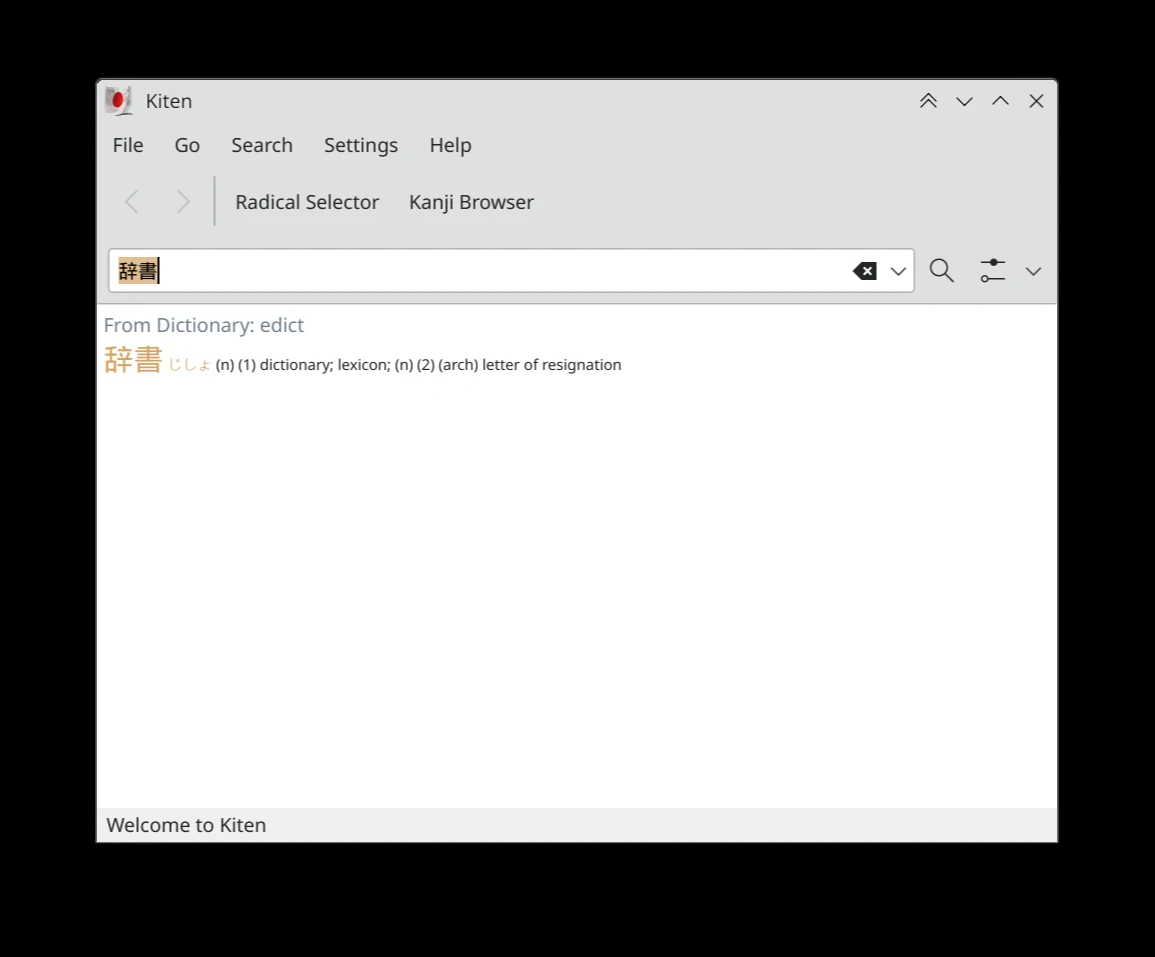 Kiten
File Go Search Settings Help
Radical Selector Kanji Browser
辞書
From Dictionary: edict
辞書 じしょ (n) (1) dictionary; lexicon; (n) (2) (arch) letter of resignation
Welcome to Kiten